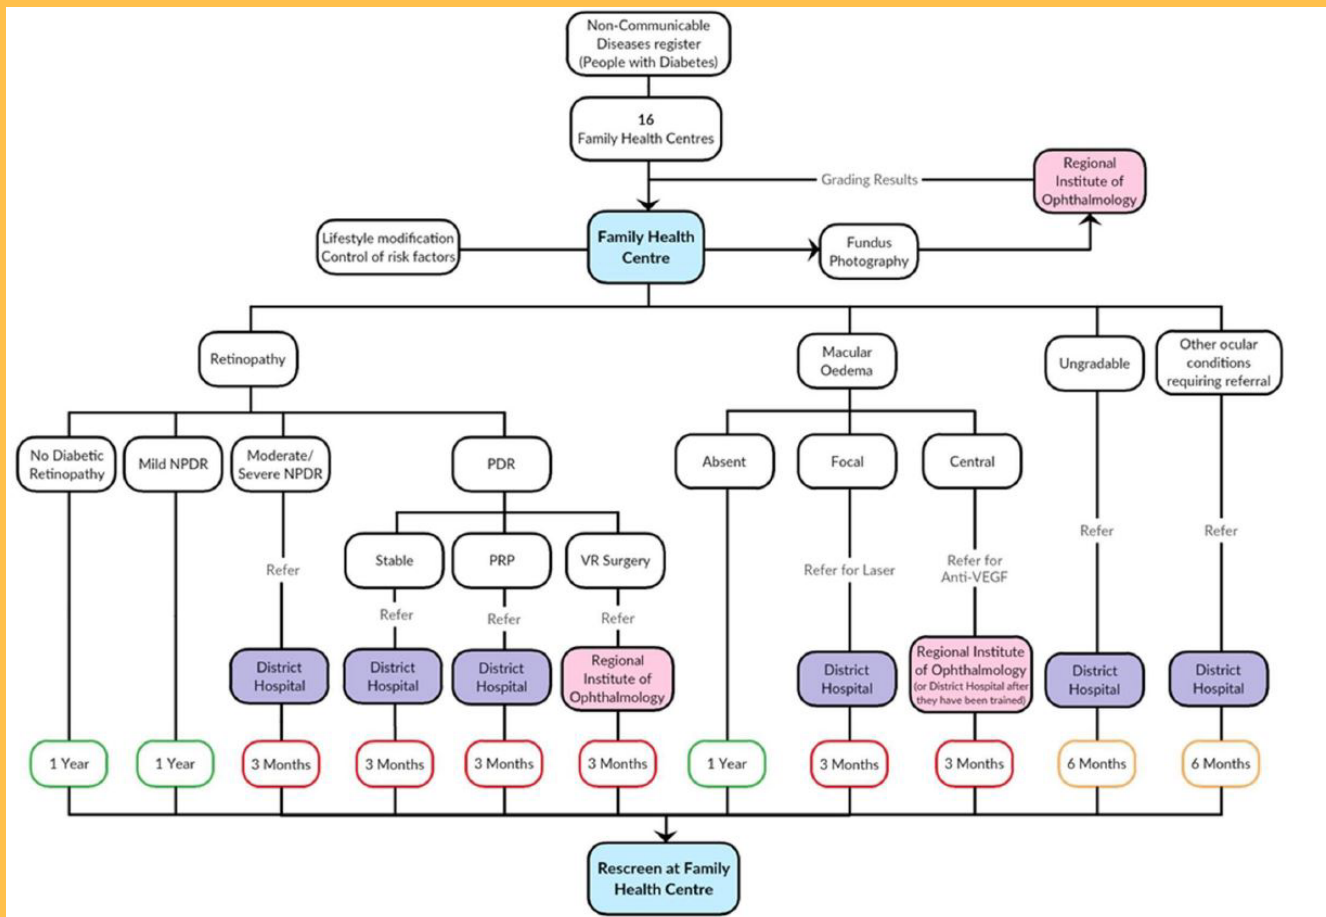 Non-Communicable
Diseases register
(People with Diabetes)
16
Family Health Centres
Grading Results
Regional
Institute of
Ophthalmology
Lifestyle modification
Control of risk factors
Family Health
Centre
Fundus
Photography
Retinopathy
Macular
Oedema
Ungradable
Other ocular
conditions
requiring referral
No Diabetic
Retinopathy
Mild NPDR
Moderate/
Severe NPDR
PDR
Absent
Focal
Central
Stable
PRP
VR Surgery
Refer
Refer
Refer
Refer
Refer for Laser
Refer for
Anti-VEGF
Refer
Refer
District
Hospital
District
Hospital
District
Hospital
Regional
Institute of
Ophthalmology
District
Hospital
Regional Institute
of Ophthalmology
(or District Hospital after
they have been trained)
District
Hospital
District
Hospital
1 Year
1 Year
3 Months
3 Months
3 Months
3 Months
1 Year
3 Months
3 Months
6 Months
6 Months
Rescreen at Family
Health Centre